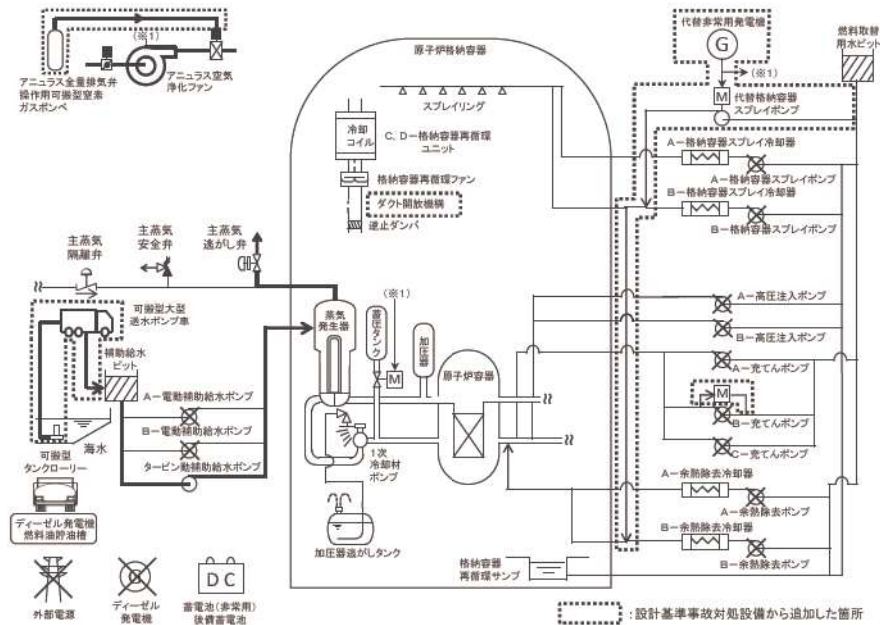 (※1)
アニュラス全量排気弁
操作用可搬型窒素
ガスボンベ
アニュラス空気
浄化ファン
原子炉格納容器
スプレイリング
冷却
コイル
C、D-格納容器再循環
ユニット
格納容器再循環ファン
ダクト開放機構
逆止ダンパ
代替非常用発電機
G
(※1)
M
代替格納容器
スプレイポンプ
燃料取替
用水ピット
A-格納容器スプレイ冷却器
A-格納容器スプレイポンプ
B-格納容器スプレイ冷却器
B-格納容器スプレイポンプ
主蒸気
隔離弁
主蒸気
安全弁
主蒸気
逃がし弁
可搬型大型
送水ポンプ車
補助給水
ピット
A-電動補助給水ポンプ
B-電動補助給水ポンプ
タービン動補助給水ポンプ
海水
可搬型
タンクローリー
ディーゼル発電機
燃料油貯油槽
蒸気
発生器
蓄圧タンク
(※1)
M
加圧器
原子炉容器
1次
冷却材
ポンプ
加圧器逃がしタンク
格納容器
再循環サンプ
A-高圧注入ポンプ
B-高圧注入ポンプ
A-充てんポンプ
M
B-充てんポンプ
C-充てんポンプ
A-余熱除去冷却器
A-余熱除去ポンプ
B-余熱除去冷却器
B-余熱除去ポンプ
外部電源
ディーゼル
発電機
DC
蓄電池(非常用)
後備蓄電池
:設計基準事故対処設備から追加した箇所